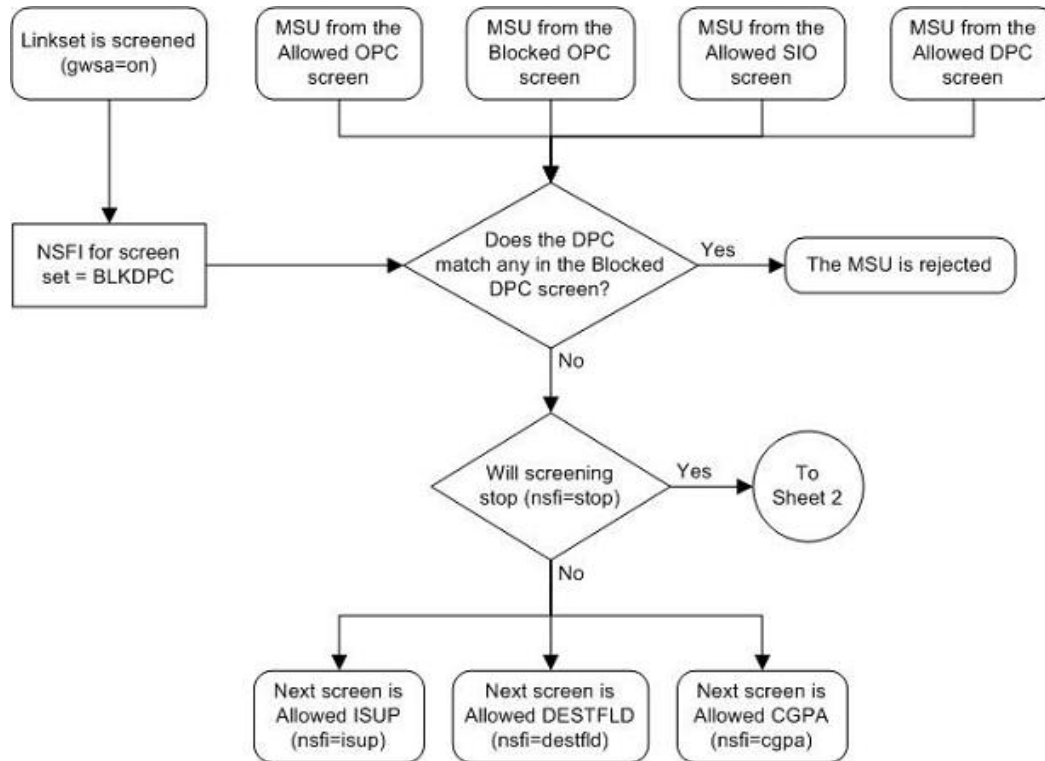 Linkset is screened
(gwsa=on)
MSU from the
Allowed OPC
screen
MSU from the
Blocked OPC
screen
MSU from the
Allowed SIO
screen
MSU from the
Allowed DPC
screen
NSFI for screen
set = BLKDPC
Does the DPC
match any in the Blocked
DPC screen?
Yes
The MSU is rejected
No
Will screening
stop (nsfi=stop)
Yes
To
Sheet 2
No
Next screen is
Allowed ISUP
(nsfi=isup)
Next screen is
Allowed DESTFLD
(nsfi=destfld)
Next screen is
Allowed CGPA
(nsfi=cgpa)